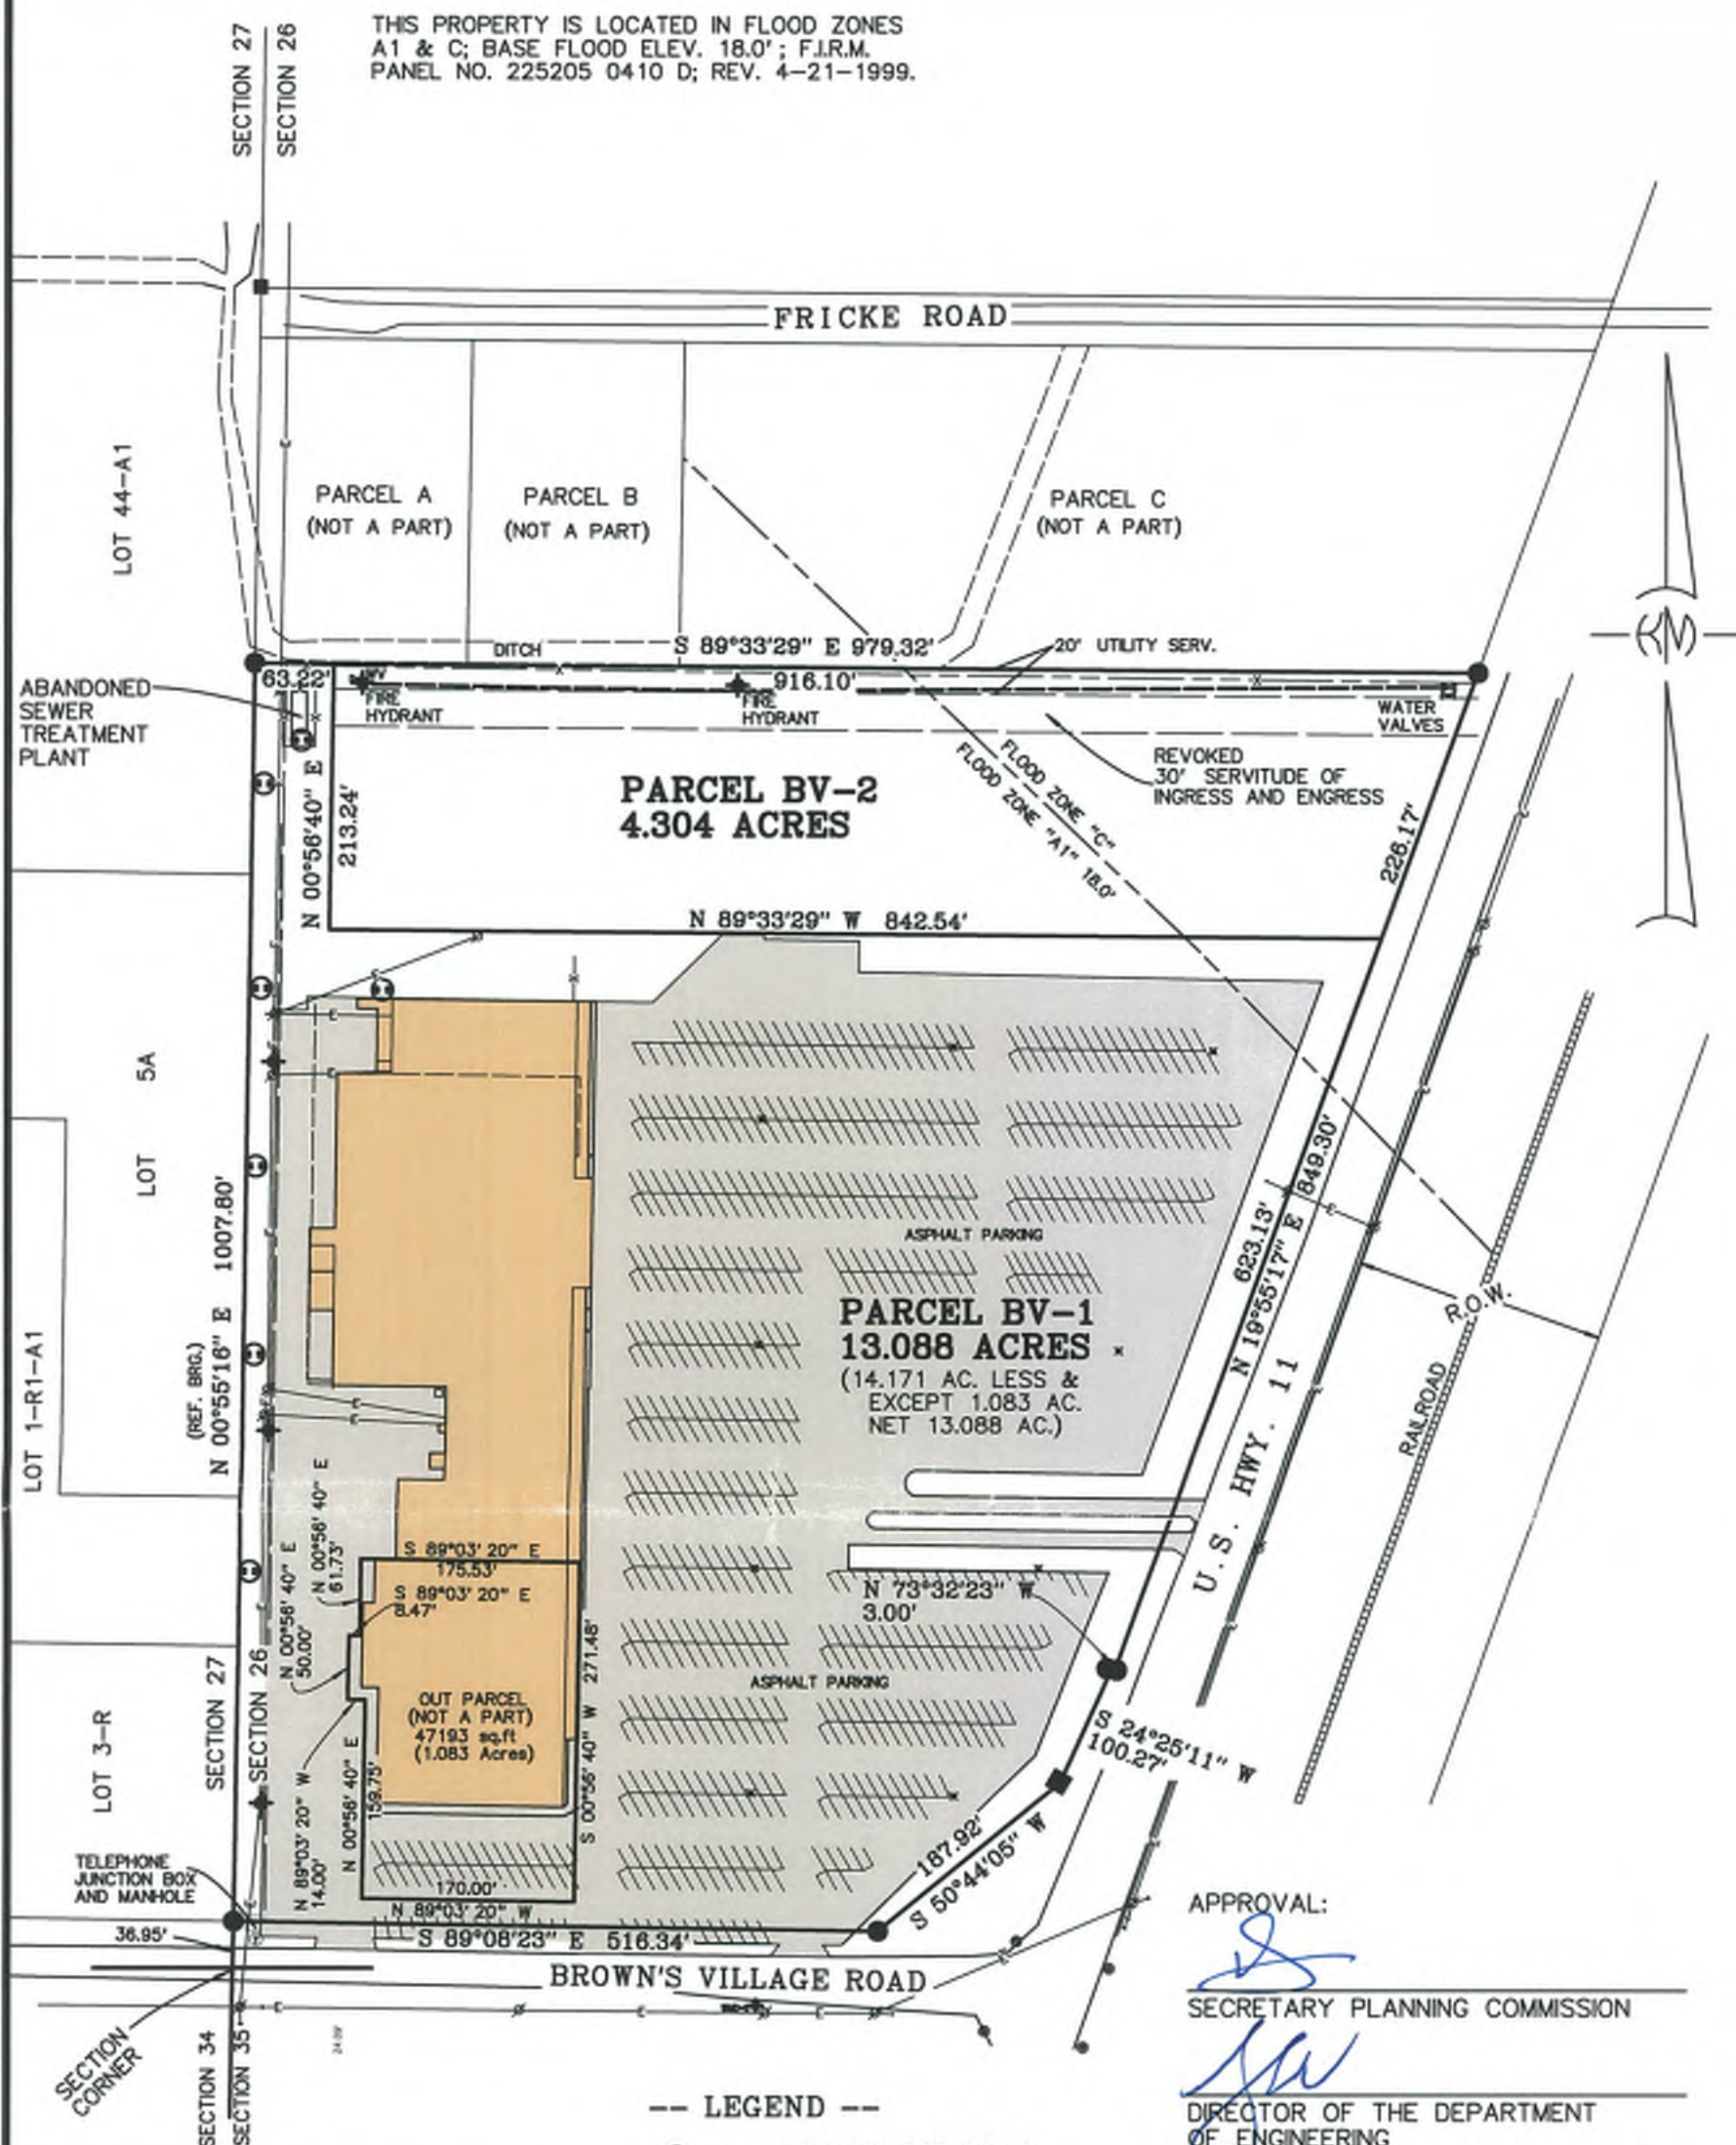 THIS PROPERTY IS LOCATED IN FLOOD ZONES
A1 & C; BASE FLOOD ELEV. 18.0'; F.I.R.M.
PANEL NO. 225205 0410 D; REV. 4-21-1999.
SECTION 27
SECTION 26
FRICKE ROAD
LOT 44-A1
PARCEL A
(NOT A PART)
PARCEL B
(NOT A PART)
PARCEL C
(NOT A PART)
DITCH
S 89°33'29" E 979.32'
20' UTILITY SERV.
63.22'
WV
916.10'
FIRE
HYDRANT
FIRE
HYDRANT
WATER
VALVES
ABANDONED
SEWER
TREATMENT
PLANT
REVOKED
30' SERVITUDE OF
INGRESS AND ENGRESS
N 00°56'40" E
213.24'
PARCEL BV-2
4.304 ACRES
FLOOD ZONE "C"
FLOOD ZONE "A1" 18.0'
226.17'
N 89°33'29" W 842.54'
LOT 5A
(REF. BRG.)
N 00°55'16" E 1007.80'
ASPHALT PARKING
PARCEL BV-1
13.088 ACRES
(14.171 AC. LESS &
EXCEPT 1.083 AC.
NET 13.088 AC.)
623.13'
N 19°55'17" E 849.30'
R.O.W.
RAILROAD
U.S. HWY. 11
LOT 1-R1-A1
N 00°56'40" E
61.73'
S 89°03'20" E
175.53'
S 89°03'20" E
8.47'
N 00°56'40" E
50.00'
N 73°32'23" W
3.00'
S 00°56'40" W 271.48'
ASPHALT PARKING
OUT PARCEL
(NOT A PART)
47193 sq.ft
(1.083 Acres)
LOT 3-R
SECTION 27
SECTION 26
N 89°03'20" W
14.00'
N 00°56'40" E
159.75'
S 24°25'11" W
100.27'
187.92'
S 50°44'05" W
TELEPHONE
JUNCTION BOX
AND MANHOLE
170.00'
N 89°03'20" W
36.95'
S 89°08'23" E 516.34'
BROWN'S VILLAGE ROAD
SECTION
CORNER
SECTION 34
SECTION 35
24.09'
-- LEGEND --
APPROVAL:
SECRETARY PLANNING COMMISSION
DIRECTOR OF THE DEPARTMENT
OF ENGINEERING